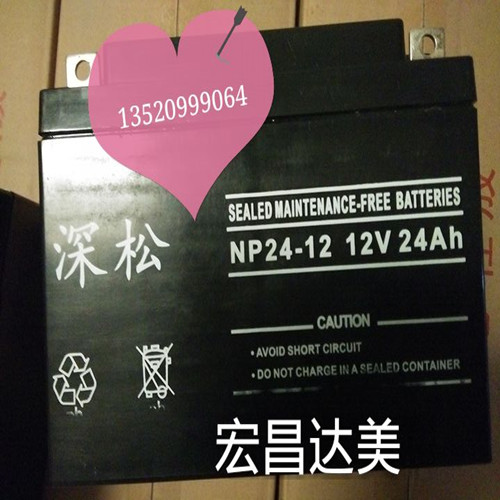 13520999064
SEALED MAINTENANCE-FREE BATTERIES
深松
NP24-12 12V 24Ah
CAUTION
• AVOID SHORT CIRCUIT
• DO NOT CHARGE IN A SEALED CONTAINER
宏昌达美